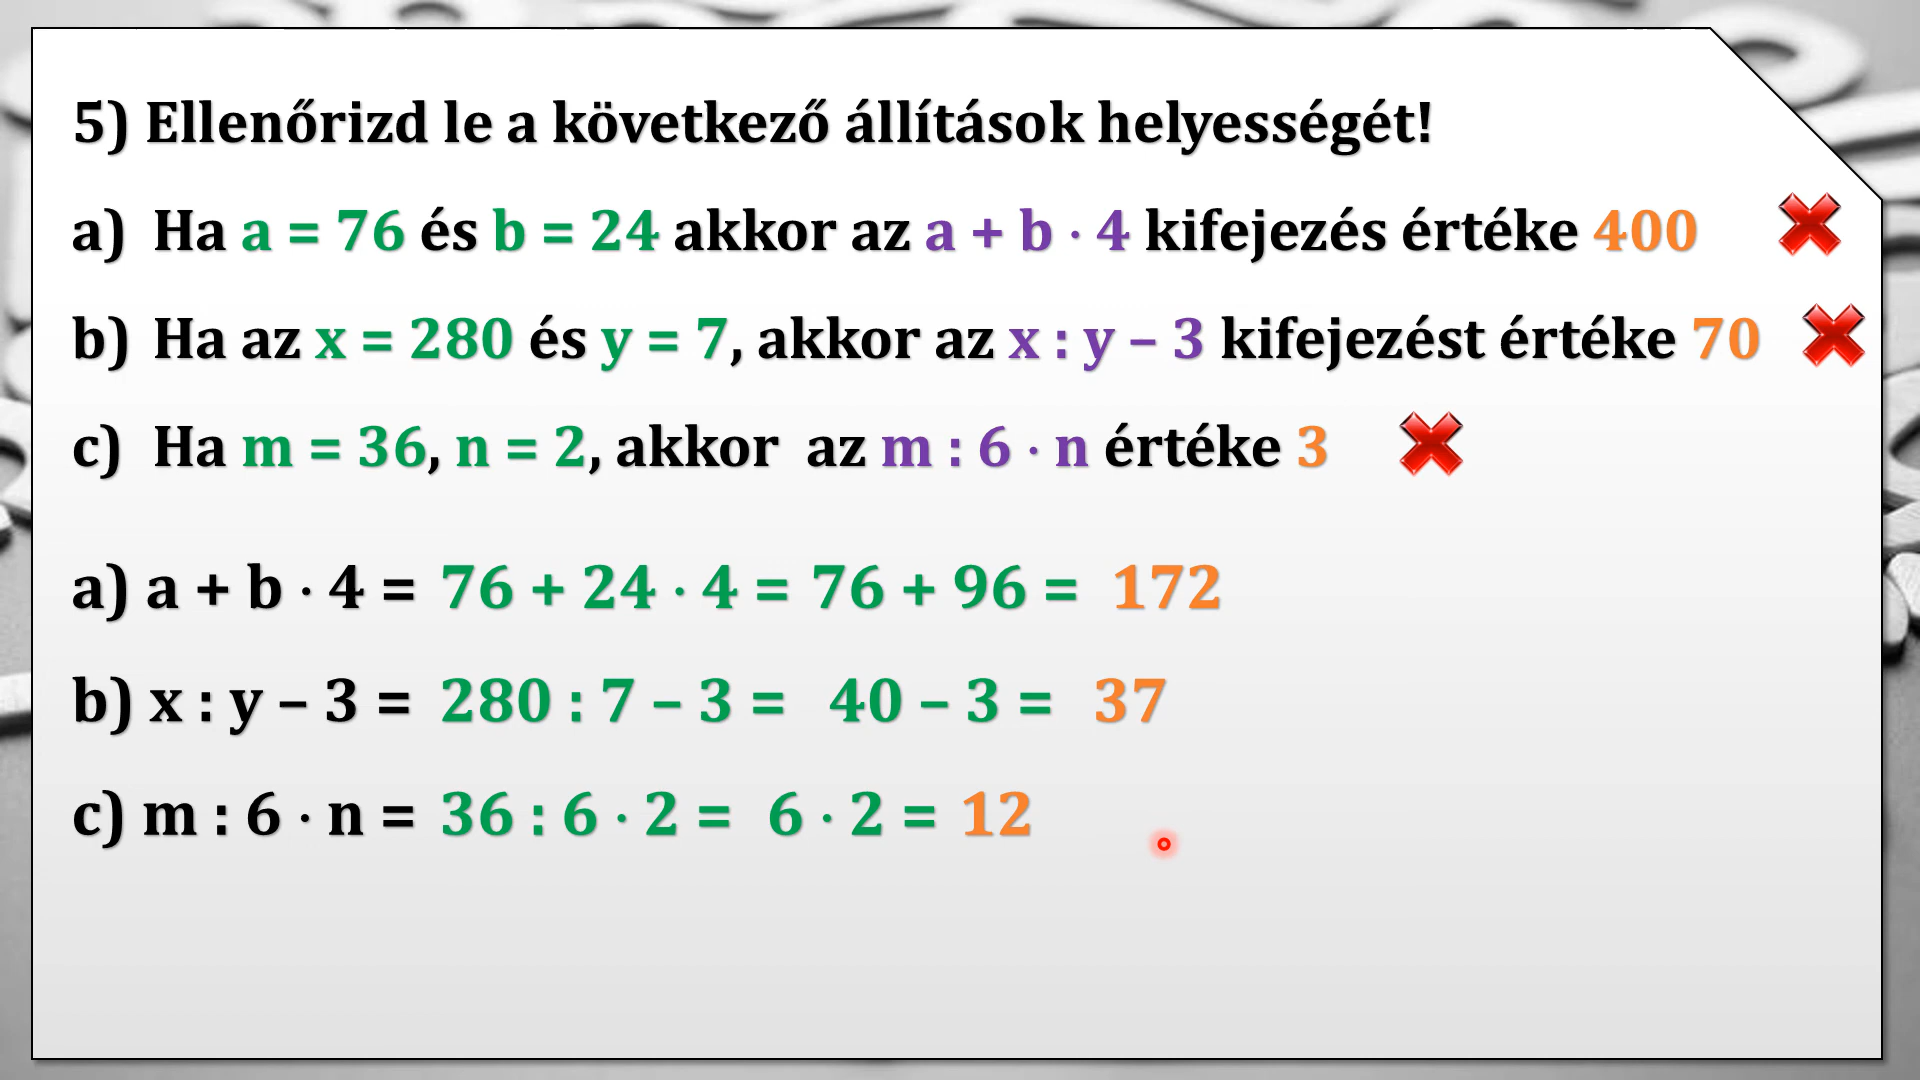 5) Ellenőrizd le a következő állítások helyességét!
a) Ha a = 76 és b = 24 akkor az a + b · 4 kifejezés értéke 400
b) Ha az x = 280 és y = 7, akkor az x : y – 3 kifejezést értéke 70
c) Ha m = 36, n = 2, akkor az m : 6 · n értéke 3
a) a + b · 4 = 76 + 24 · 4 = 76 + 96 = 172
b) x : y – 3 = 280 : 7 – 3 = 40 – 3 = 37
c) m : 6 · n = 36 : 6 · 2 = 6 · 2 = 12